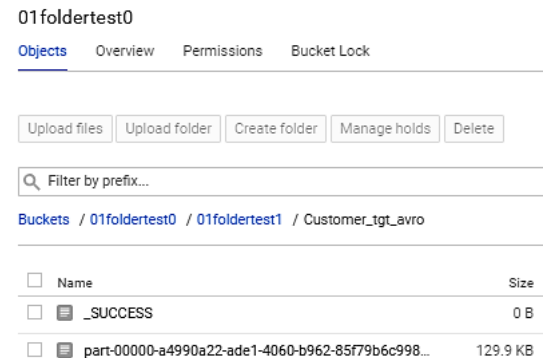 01foldertest0
Objects Overview Permissions Bucket Lock
Upload files Upload folder Create folder Manage holds Delete
Filter by prefix...
Buckets / 01foldertest0 / 01foldertest1 / Customer_tgt_avro
Name Size
_SUCCESS 0 B
part-00000-a4990a22-ade1-4060-b962-85f79b6c998... 129.9 KB